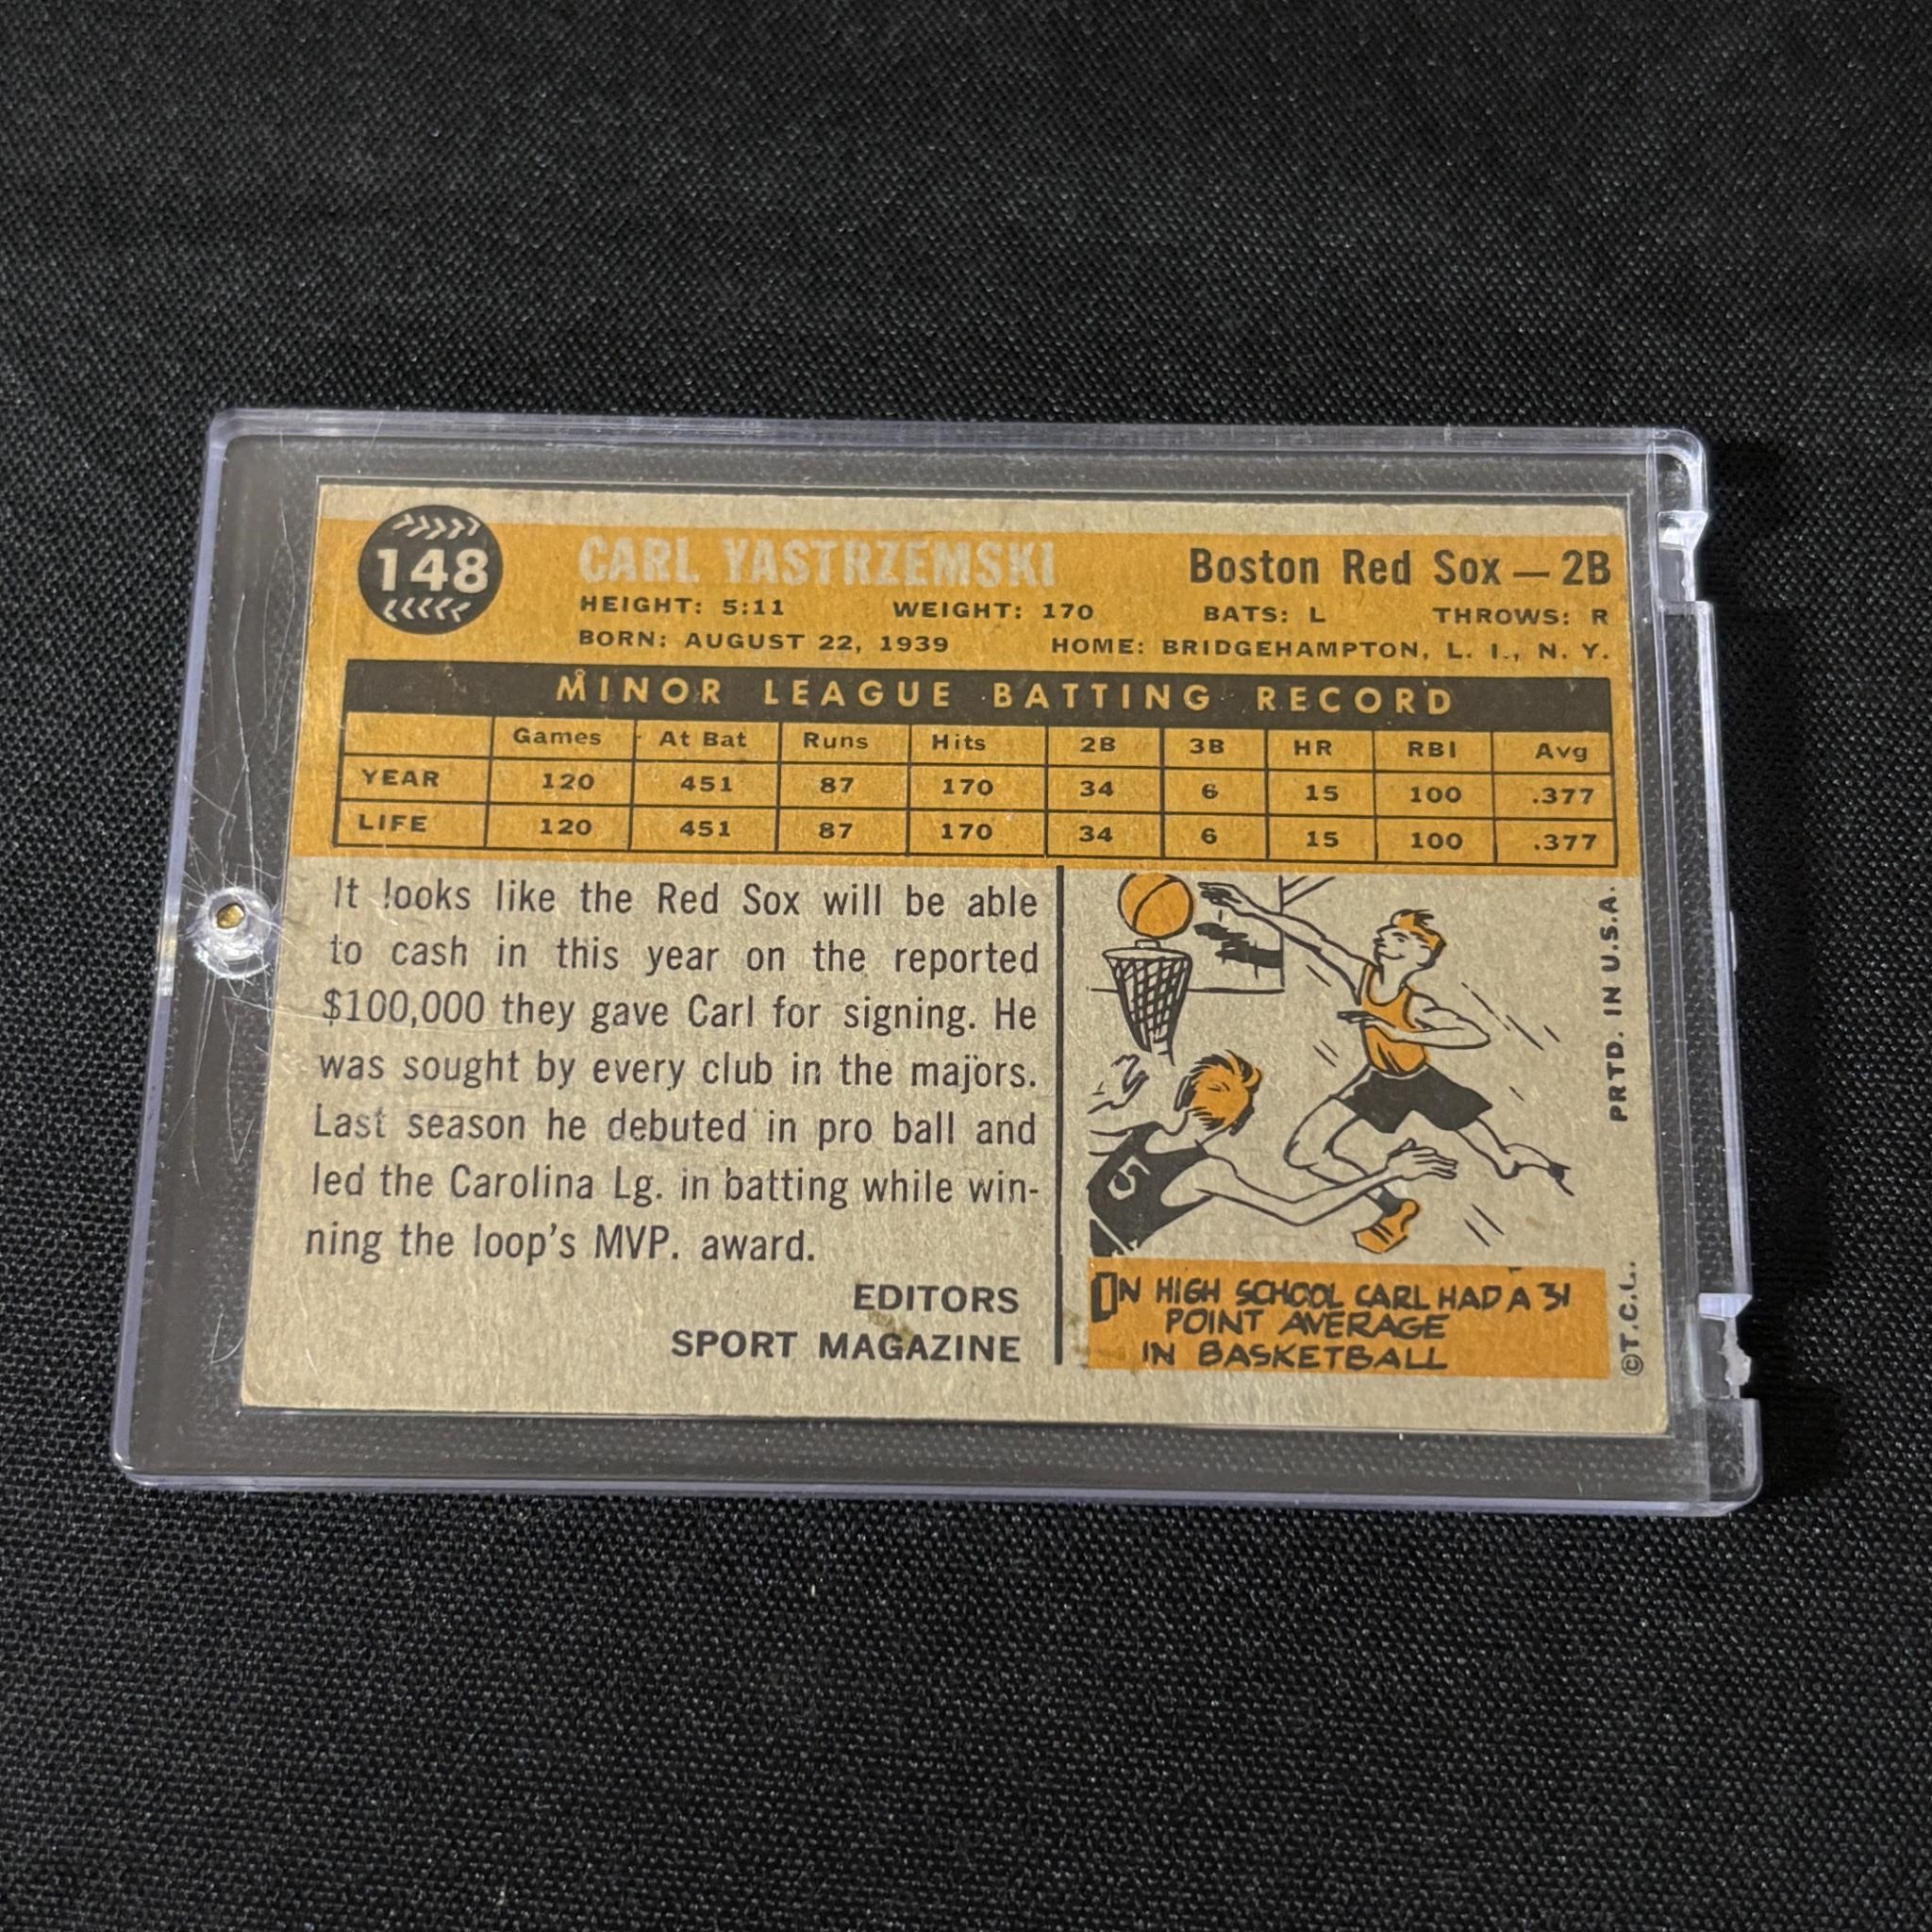 148 CARL YASTRZEMSKI Boston Red Sox — 2B
HEIGHT: 5:11 WEIGHT: 170 BATS: L THROWS: R
BORN: AUGUST 22, 1939 HOME: BRIDGEHAMPTON, L. I., N. Y.
MINOR LEAGUE BATTING RECORD
Games At Bat Runs Hits 2B 3B HR RBI Avg
YEAR 120 451 87 170 34 6 15 100 .377
LIFE 120 451 87 170 34 6 15 100 .377
It looks like the Red Sox will be able
to cash in this year on the reported
$100,000 they gave Carl for signing. He
was sought by every club in the majors.
Last season he debuted in pro ball and
led the Carolina Lg. in batting while win-
ning the loop's MVP. award.
EDITORS
SPORT MAGAZINE
5
IN HIGH SCHOOL CARL HAD A 31
POINT AVERAGE
IN BASKETBALL
©T.C.G. PRTD. IN U.S.A.